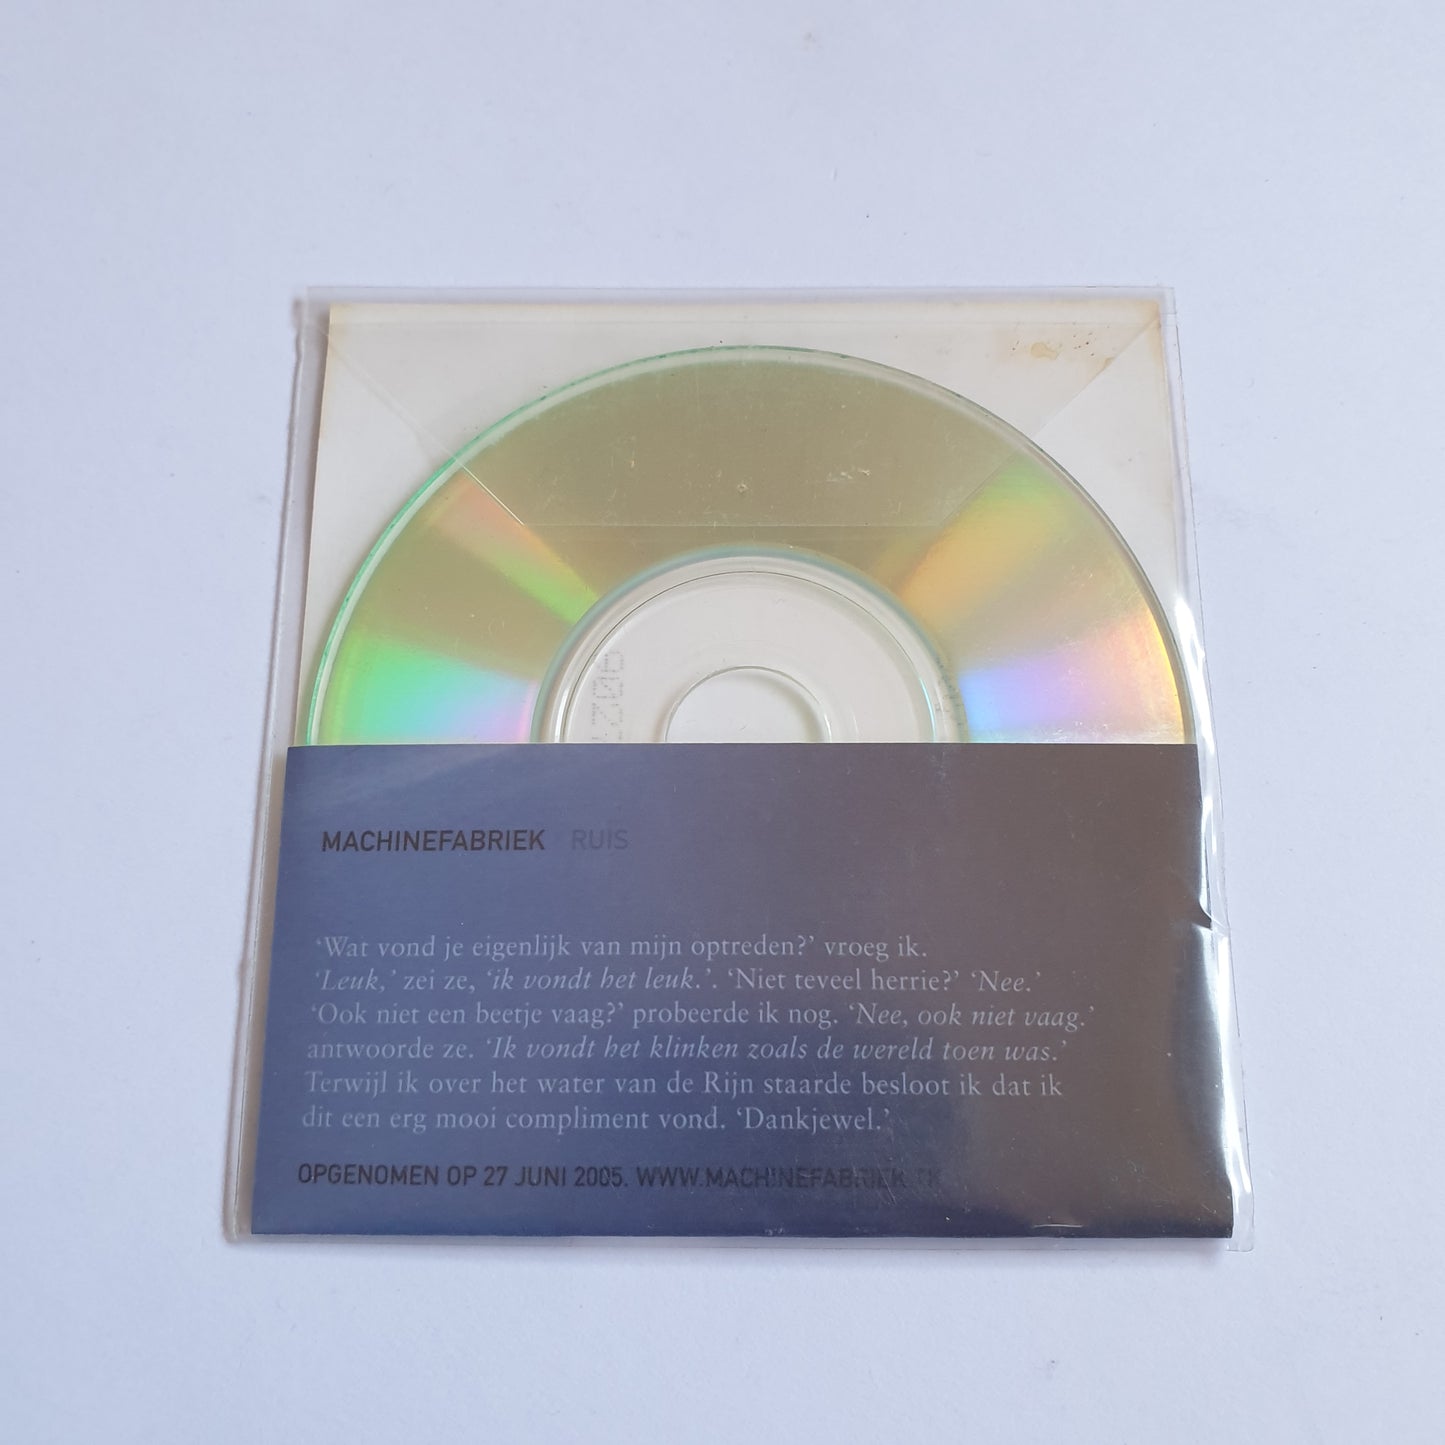 MACHINEFABRIEK RUIS
‘Wat vond je eigenlijk van mijn optreden?’ vroeg ik.
‘Leuk,’ zei ze, ‘ik vondt het leuk.’. ‘Niet teveel herrie?’ ‘Nee.’
‘Ook niet een beetje vaag?’ probeerde ik nog. ‘Nee, ook niet vaag.’
antwoorde ze. ‘Ik vondt het klinken zoals de wereld toen was.’
Terwijl ik over het water van de Rijn staarde besloot ik dat ik
dit een erg mooi compliment vond. ‘Dankjewel.’
OPGENOMEN OP 27 JUNI 2005. WWW.MACHINEFABRIEK.TK